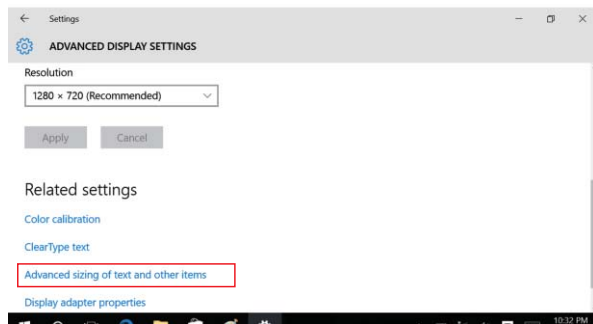 Settings
ADVANCED DISPLAY SETTINGS
Resolution
1280 × 720 (Recommended)
Apply Cancel
Related settings
Color calibration
ClearType text
Advanced sizing of text and other items
Display adapter properties
10:32 PM